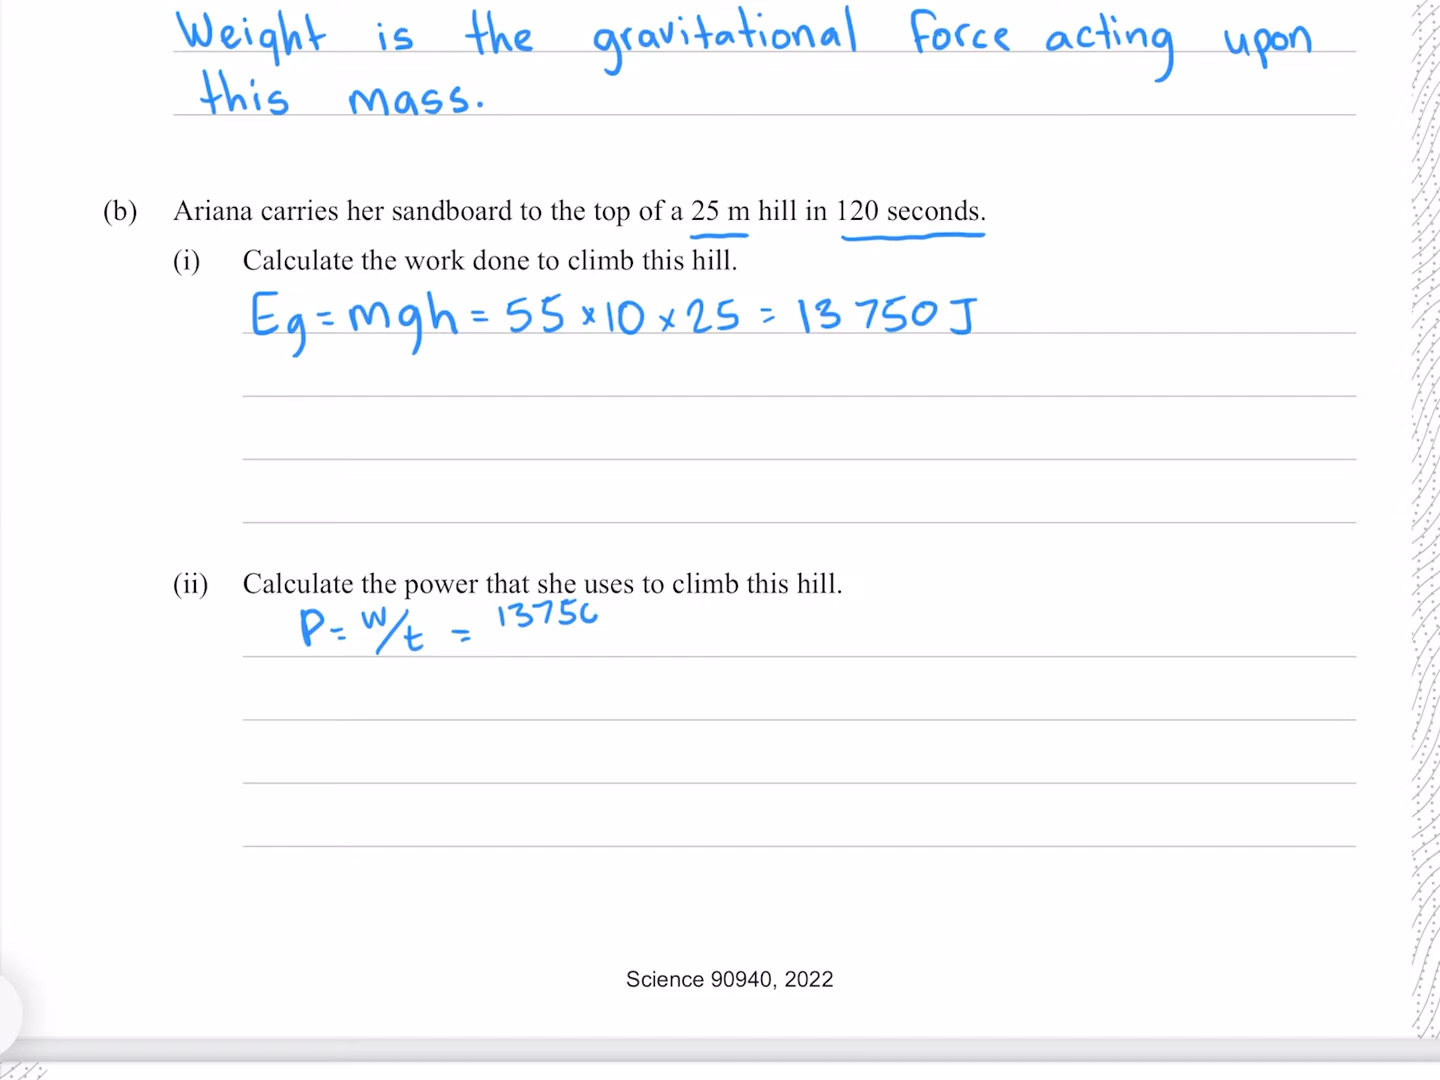 Weight is the gravitational force acting upon
this mass.
(b) Ariana carries her sandboard to the top of a 25 m hill in 120 seconds.
(i) Calculate the work done to climb this hill.
Eg = mgh = 55 × 10 × 25 = 13 750 J
(ii) Calculate the power that she uses to climb this hill.
P = W/t = 1375
Science 90940, 2022